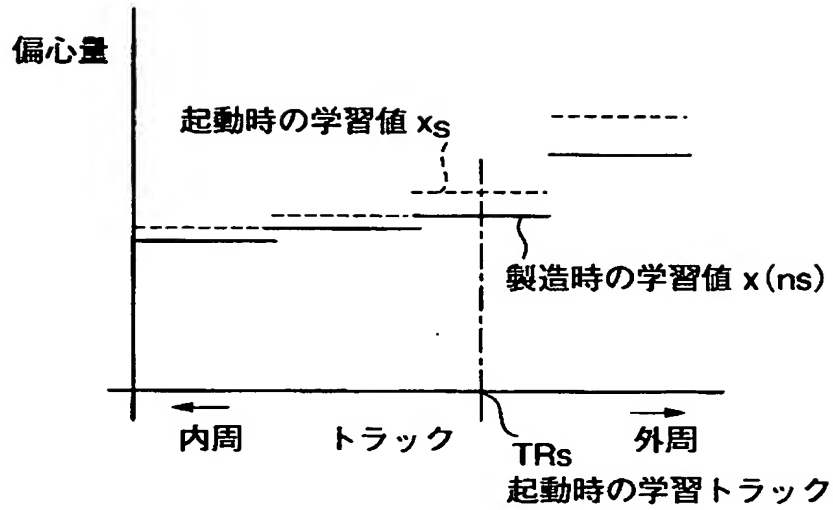 偏心量
起動時の学習値 xS
製造時の学習値 x(ns)
内周
トラック
外周
TRs
起動時の学習トラック